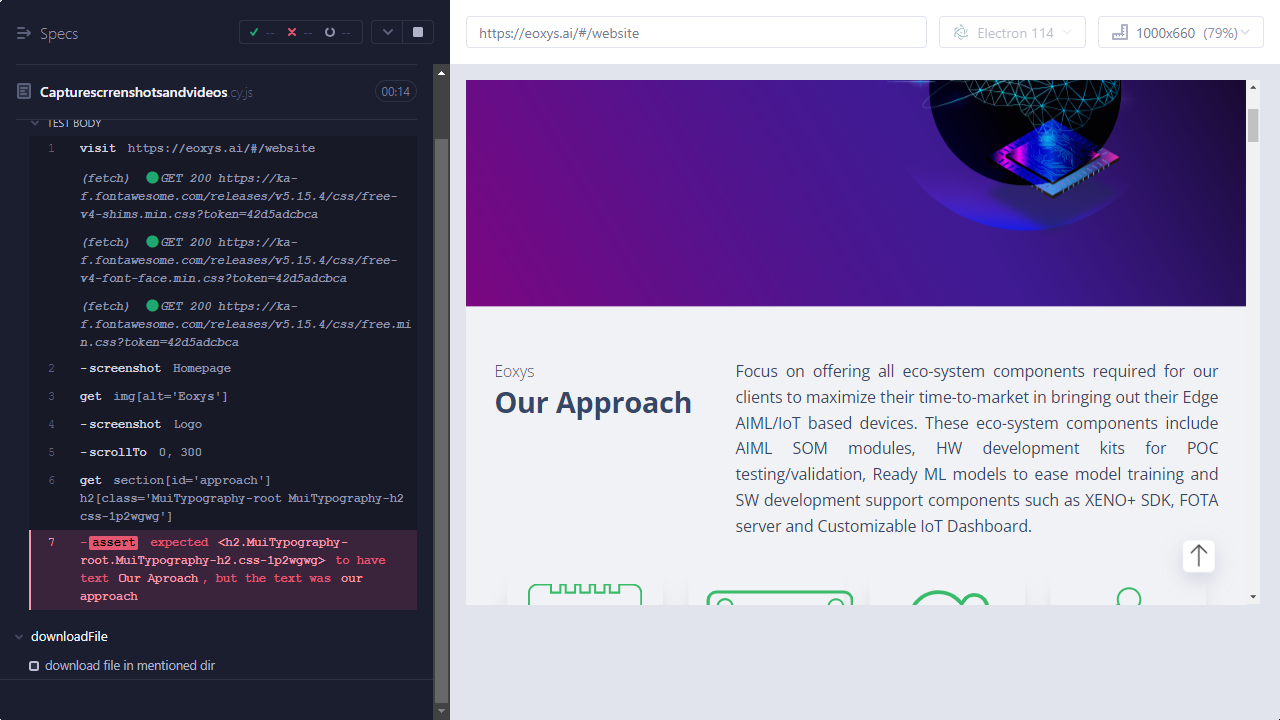 Specs
--
--
--
Capturescrrenshotsandvideos.cy.js
00:14
TEST BODY
1 visit https://eoxys.ai/#/website
(fetch) GET 200 https://ka-
f.fontawesome.com/releases/v5.15.4/css/free-
v4-shims.min.css?token=42d5adcbca
(fetch) GET 200 https://ka-
f.fontawesome.com/releases/v5.15.4/css/free-
v4-font-face.min.css?token=42d5adcbca
(fetch) GET 200 https://ka-
f.fontawesome.com/releases/v5.15.4/css/free.mi
n.css?token=42d5adcbca
2 -screenshot Homepage
3 get img[alt='Eoxys']
4 -screenshot Logo
5 -scrollTo 0, 300
6 get section[id='approach']
h2[class='MuiTypography-root MuiTypography-h2
css-1p2wgwg']
7 -assert expected <h2.MuiTypography-
root.MuiTypography-h2.css-1p2wgwg> to have
text Our Aproach, but the text was our
approach
downloadFile
download file in mentioned dir
https://eoxys.ai/#/website
Electron 114
1000x660 (79%)
Eoxys
Our Approach
Focus on offering all eco-system components required for our
clients to maximize their time-to-market in bringing out their Edge
AIML/IoT based devices. These eco-system components include
AIML SOM modules, HW development kits for POC
testing/validation, Ready ML models to ease model training and
SW development support components such as XENO+ SDK, FOTA
server and Customizable IoT Dashboard.